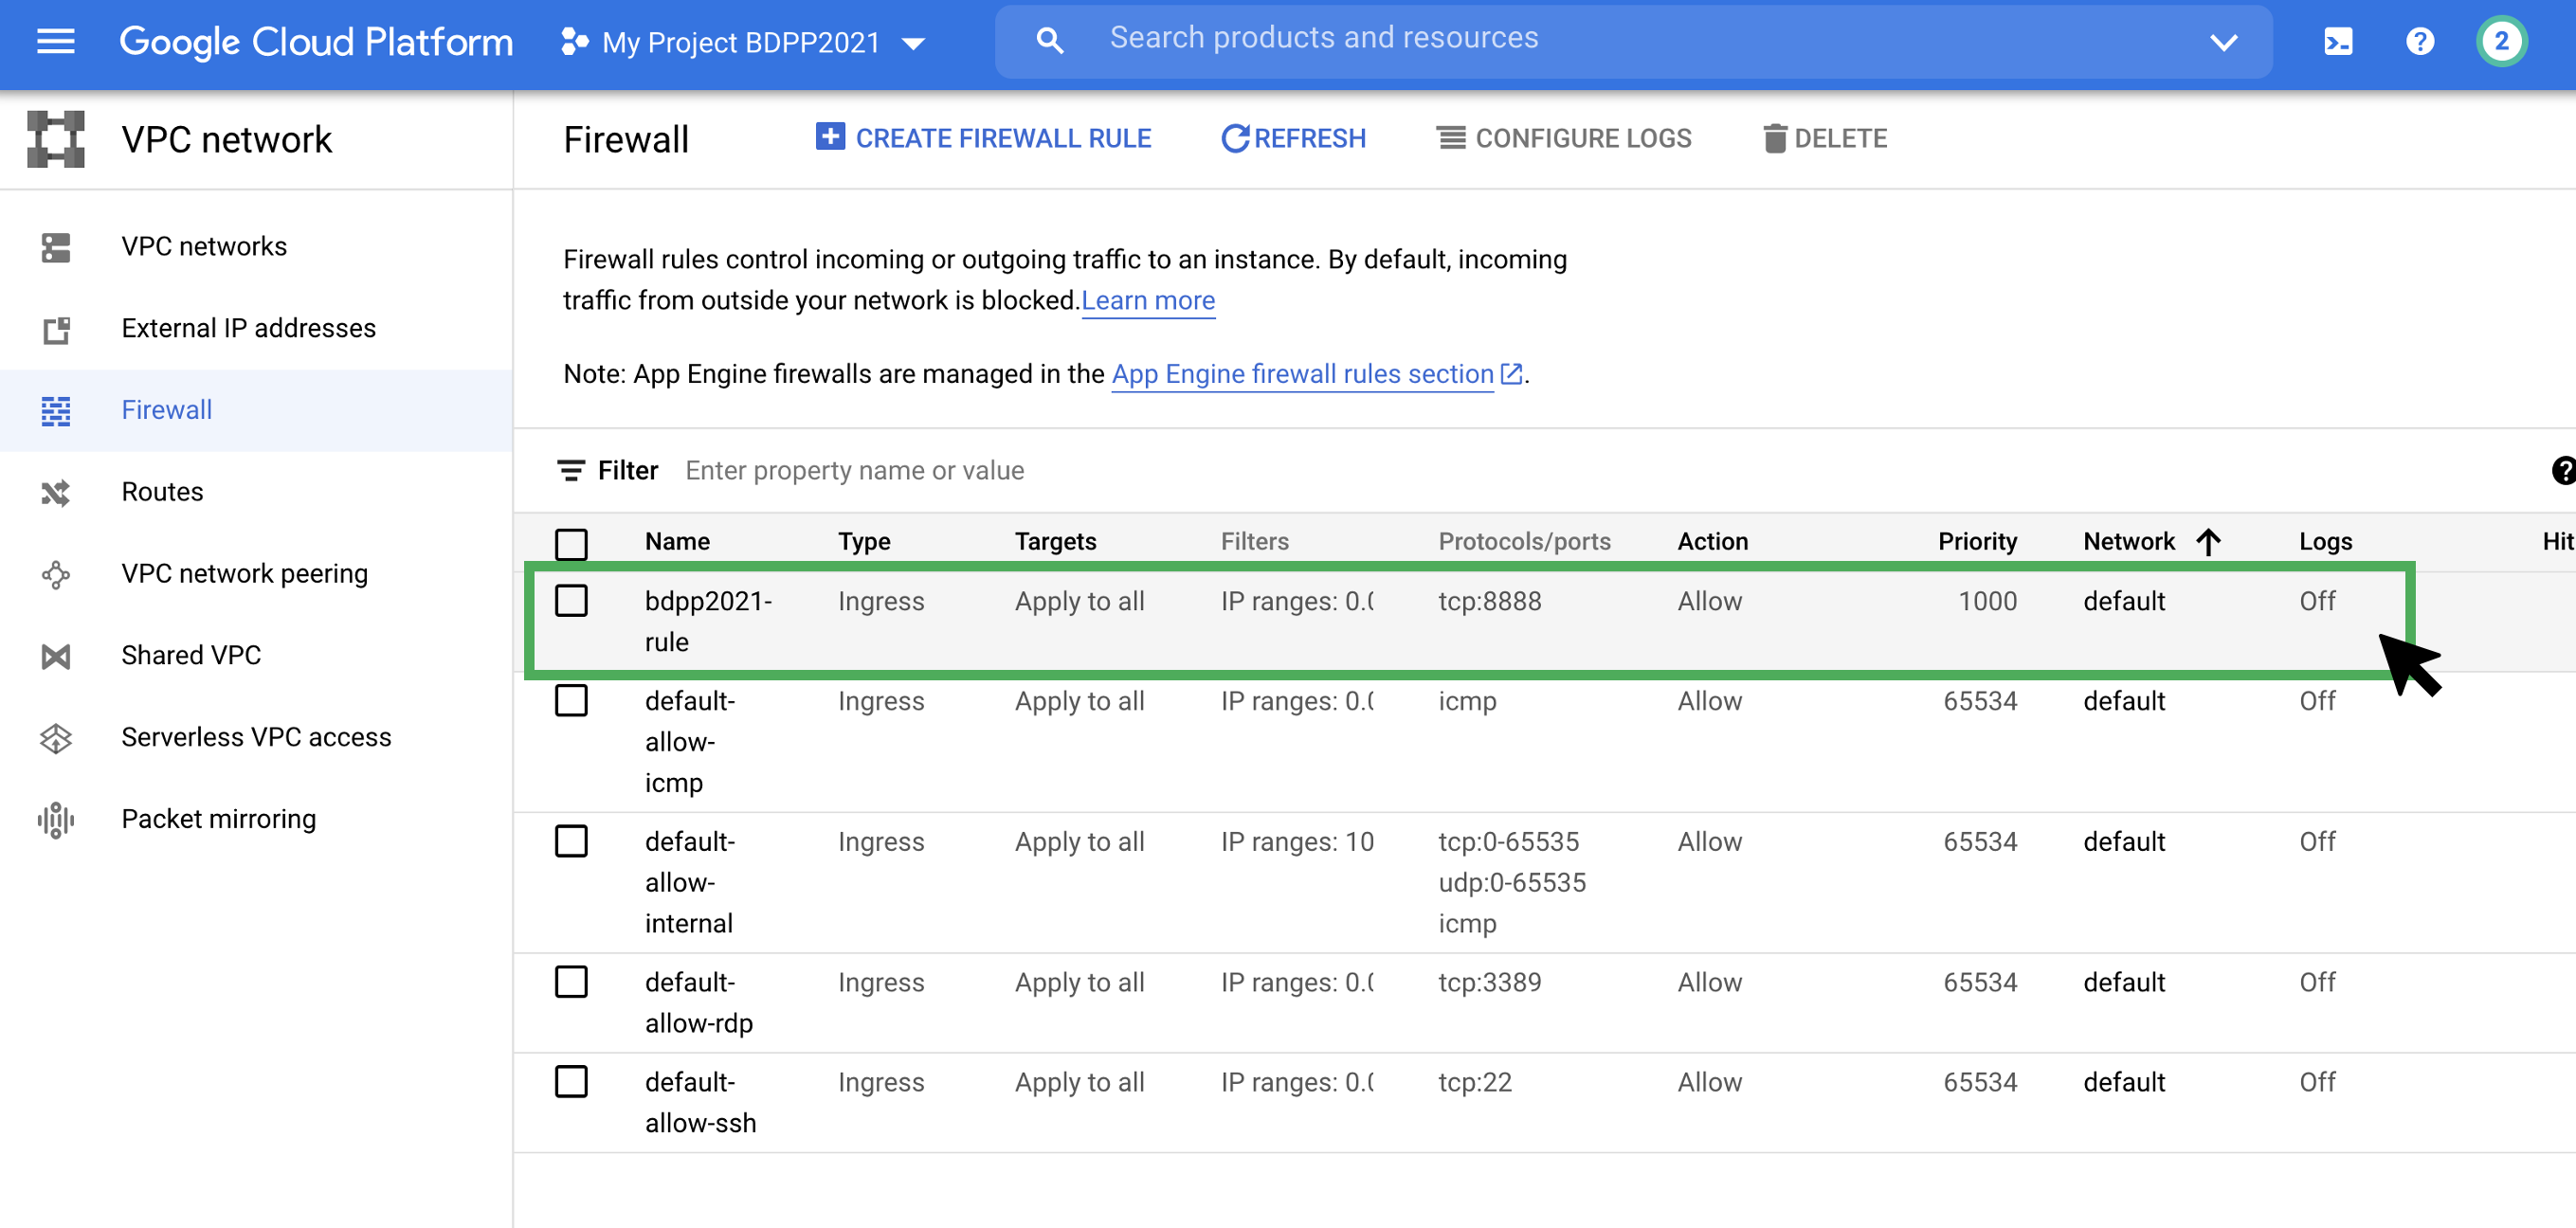 Google Cloud Platform
My Project BDPP2021
Search products and resources
2
VPC network
Firewall
CREATE FIREWALL RULE
REFRESH
CONFIGURE LOGS
DELETE
VPC networks
External IP addresses
Firewall
Routes
VPC network peering
Shared VPC
Serverless VPC access
Packet mirroring
Firewall rules control incoming or outgoing traffic to an instance. By default, incoming
traffic from outside your network is blocked.Learn more
Note: App Engine firewalls are managed in the App Engine firewall rules section.
Filter Enter property name or value
Name Type Targets Filters Protocols/ports Action Priority Network Logs Hit
bdpp2021- Ingress Apply to all IP ranges: 0. tcp:8888 Allow 1000 default Off
rule
default- Ingress Apply to all IP ranges: 0. icmp Allow 65534 default Off
allow-
icmp
default- Ingress Apply to all IP ranges: 10 tcp:0-65535 Allow 65534 default Off
allow- udp:0-65535
internal icmp
default- Ingress Apply to all IP ranges: 0. tcp:3389 Allow 65534 default Off
allow-rdp
default- Ingress Apply to all IP ranges: 0. tcp:22 Allow 65534 default Off
allow-ssh